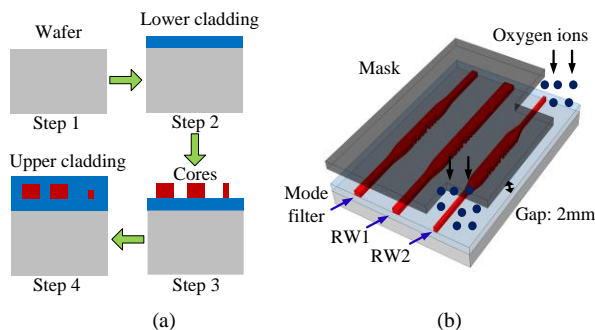 Wafer
Step 1
Lower cladding
Step 2
Cores
Step 3
Upper cladding
Step 4
(a)
Oxygen ions
Mask
Mode
filter
RW1
RW2
Gap: 2mm
(b)